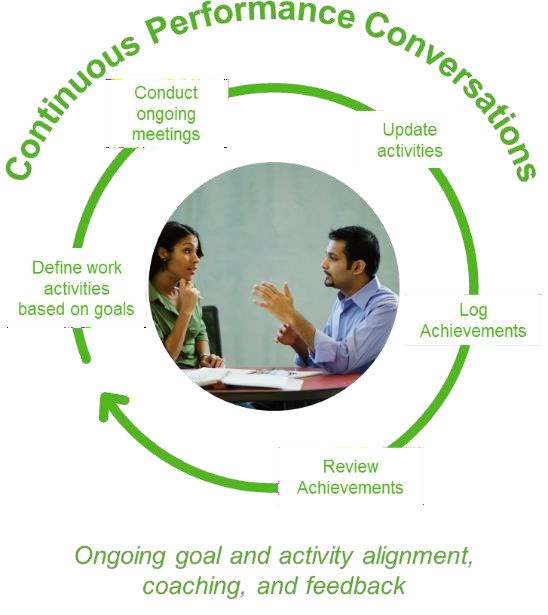 Continuous Performance Conversations
Conduct
ongoing
meetings
Update
activities
Define work
activities
based on goals
Log
Achievements
Review
Achievements
Ongoing goal and activity alignment,
coaching, and feedback